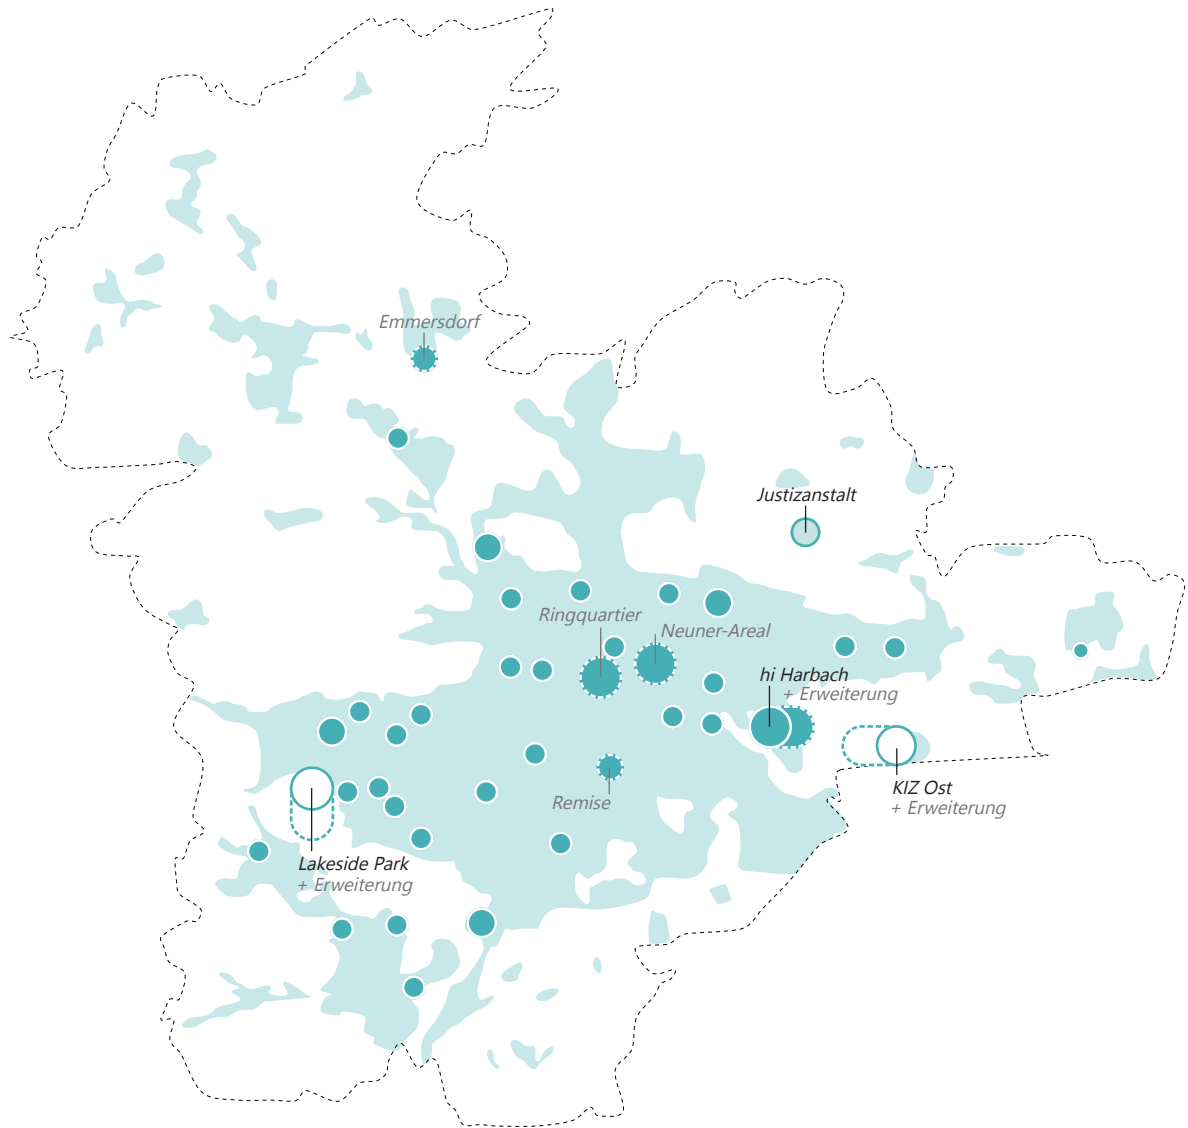 Emmersdorf
Justizanstalt
Ringquartier
Neuner-Areal
hi Harbach
+ Erweiterung
Remise
KIZ Ost
+ Erweiterung
Lakeside Park
+ Erweiterung